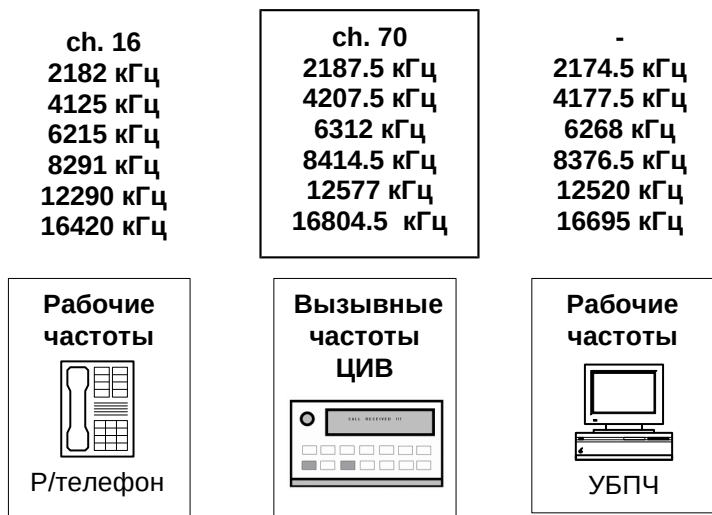 ch. 16
2182 кГц
4125 кГц
6215 кГц
8291 кГц
12290 кГц
16420 кГц
ch. 70
2187.5 кГц
4207.5 кГц
6312 кГц
8414.5 кГц
12577 кГц
16804.5 кГц
-
2174.5 кГц
4177.5 кГц
6268 кГц
8376.5 кГц
12520 кГц
16695 кГц
Рабочие
частоты
Р/телефон
Вызывные
частоты
ЦИВ
CALL RECEIVED !!!
Рабочие
частоты
УБПЧ